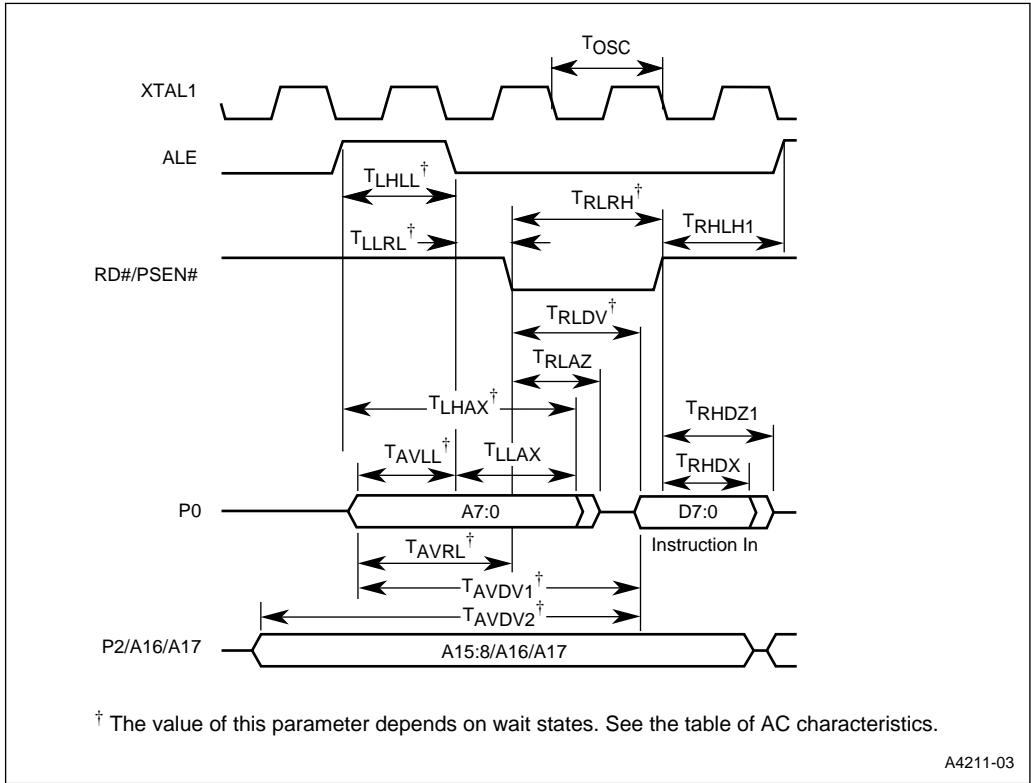 TOSC
XTAL1
ALE
TLHLL†
TRLRH†
TRHLH1
TLLRL†
RD#/PSEN#
TRLDV†
TRLAZ
TLHAX†
TRHDZ1
TAVLL†
TLLAX
TRHDX
P0
A7:0
D7:0
Instruction In
TAVRL†
TAVDV1†
TAVDV2†
P2/A16/A17
A15:8/A16/A17
† The value of this parameter depends on wait states. See the table of AC characteristics.
A4211-03